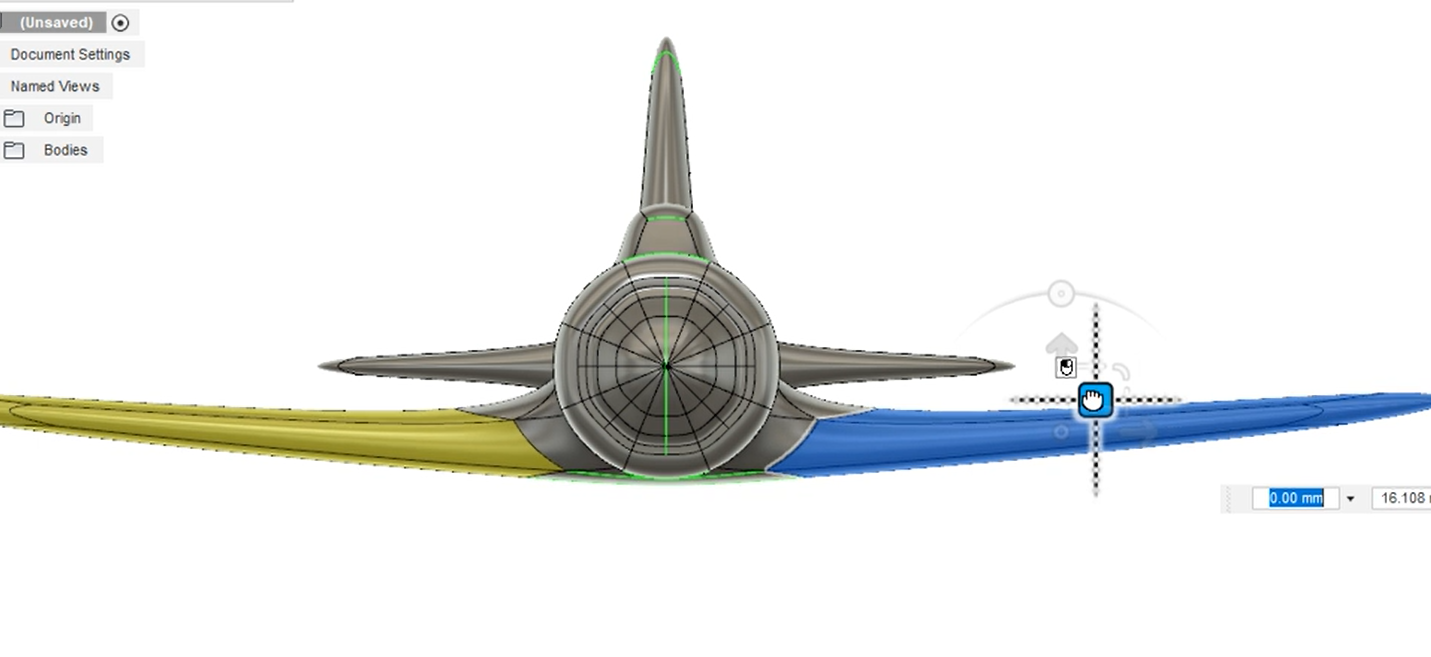 (Unsaved)
Document Settings
Named Views
Origin
Bodies
0.00 mm 16.108